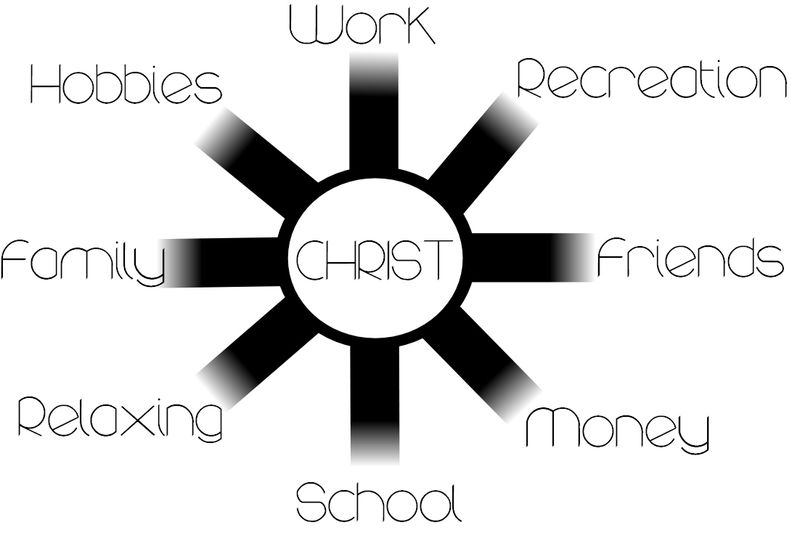 Work
Hobbies
Recreation
Family
CHRIST
Friends
Relaxing
Money
School